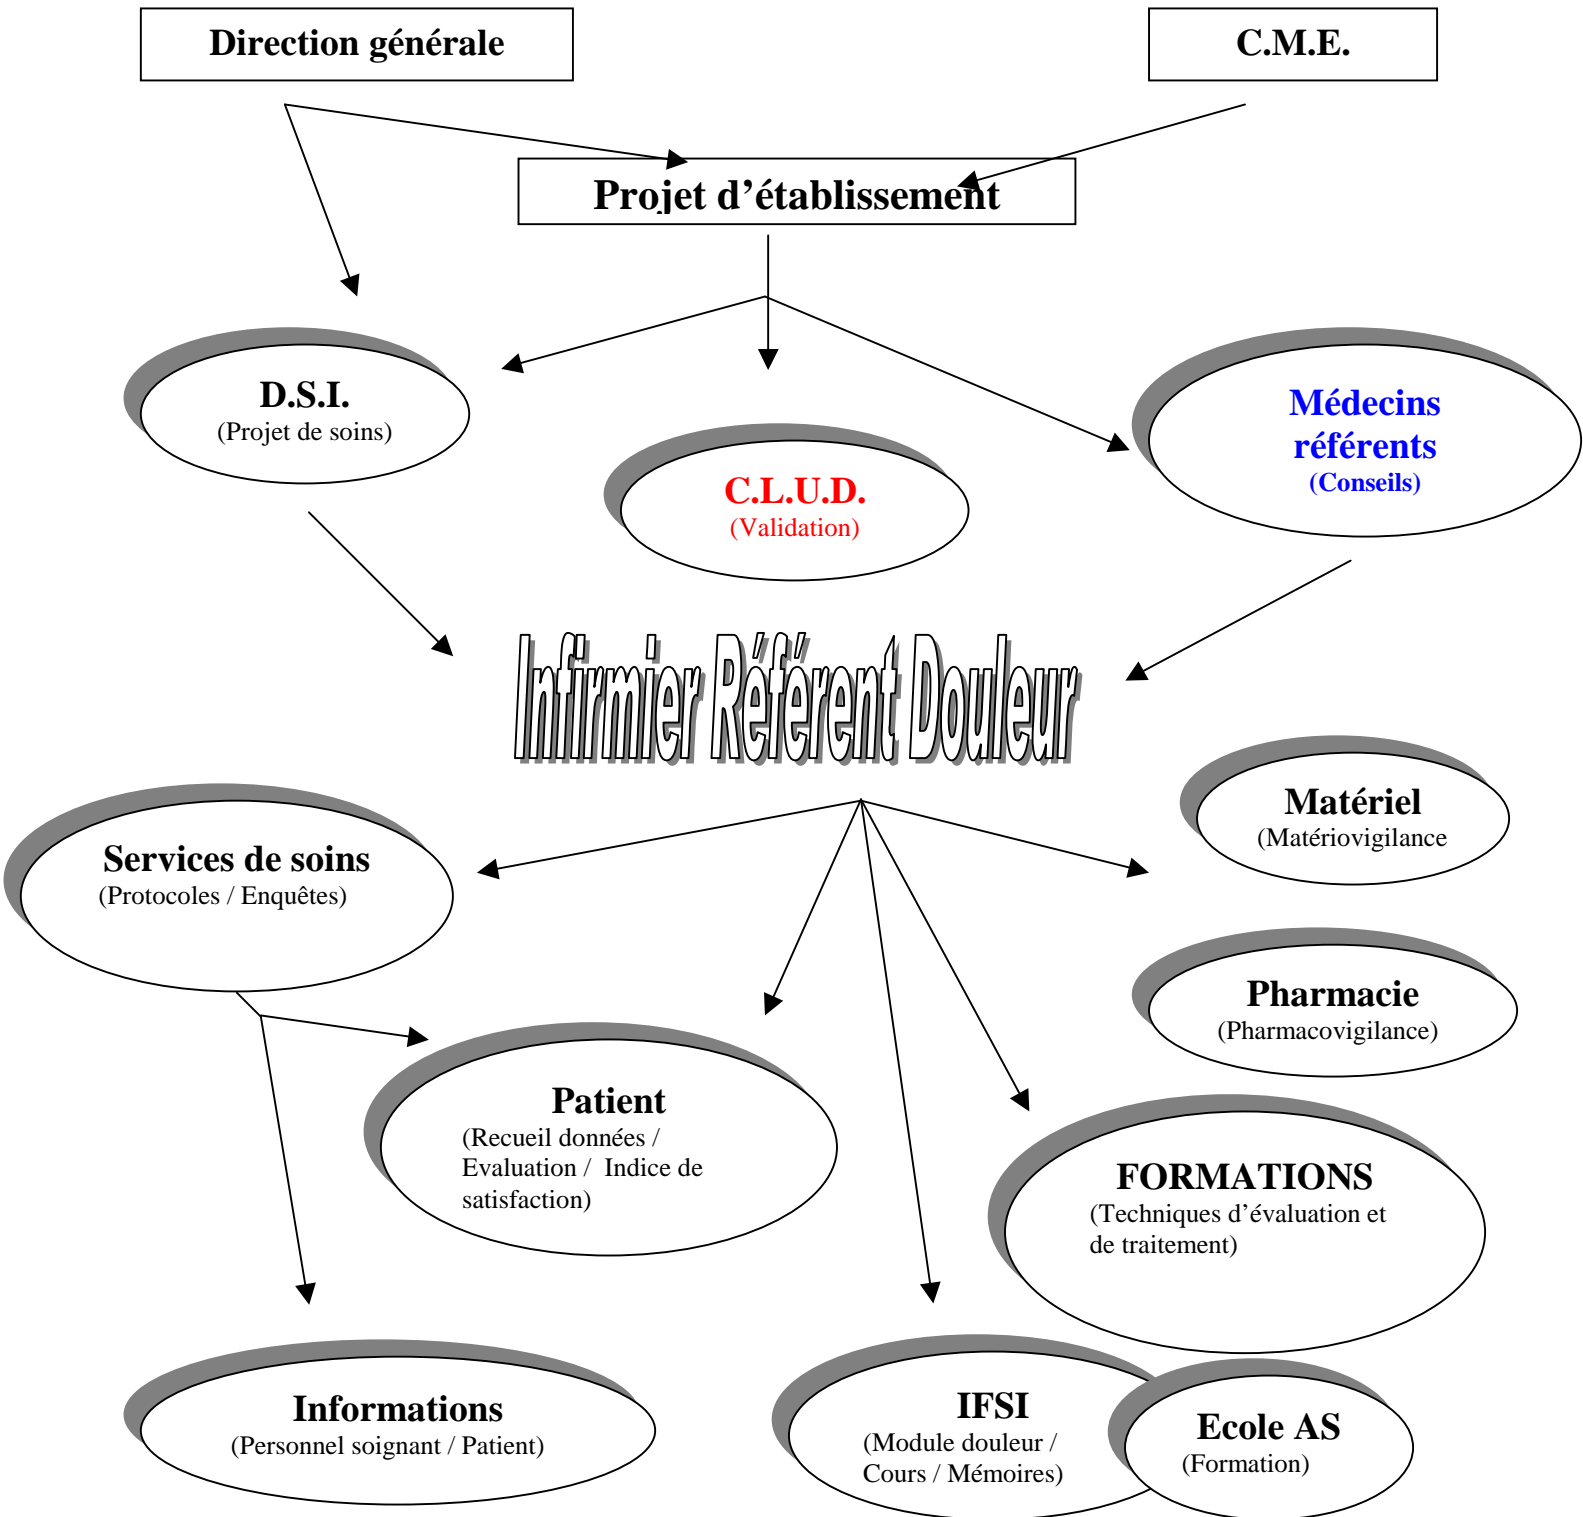 Direction générale
C.M.E.
Projet d’établissement
D.S.I.
(Projet de soins)
Médecins
référents
(Conseils)
C.L.U.D.
(Validation)
Infirmier Référent Douleur
Matériel
(Matériovigilance
Services de soins
(Protocoles / Enquêtes)
Pharmacie
(Pharmacovigilance)
Patient
(Recueil données /
Evaluation / Indice de
satisfaction)
FORMATIONS
(Techniques d’évaluation et
de traitement)
Informations
(Personnel soignant / Patient)
IFSI
(Module douleur /
Cours / Mémoires)
Ecole AS
(Formation)